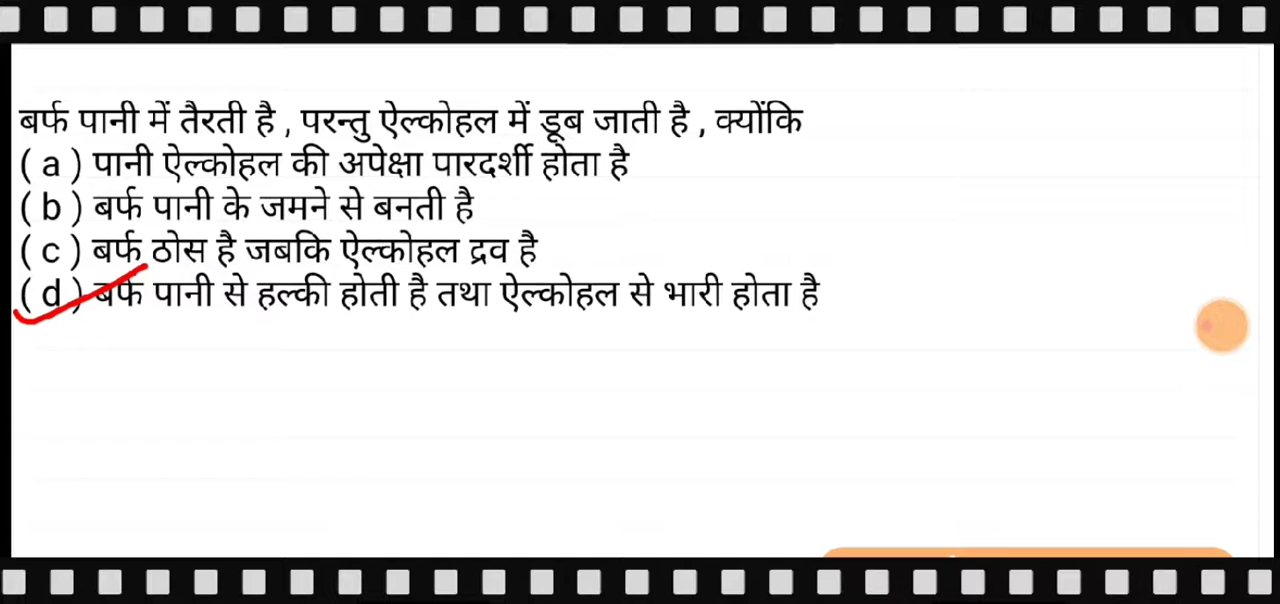 बर्फ पानी में तैरती है , परन्तु ऐल्कोहल में डूब जाती है , क्योंकि
( a ) पानी ऐल्कोहल की अपेक्षा पारदर्शी होता है
( b ) बर्फ पानी के जमने से बनती है
( c ) बर्फ ठोस है जबकि ऐल्कोहल द्रव है
( d ) बर्फ पानी से हल्की होती है तथा ऐल्कोहल से भारी होता है